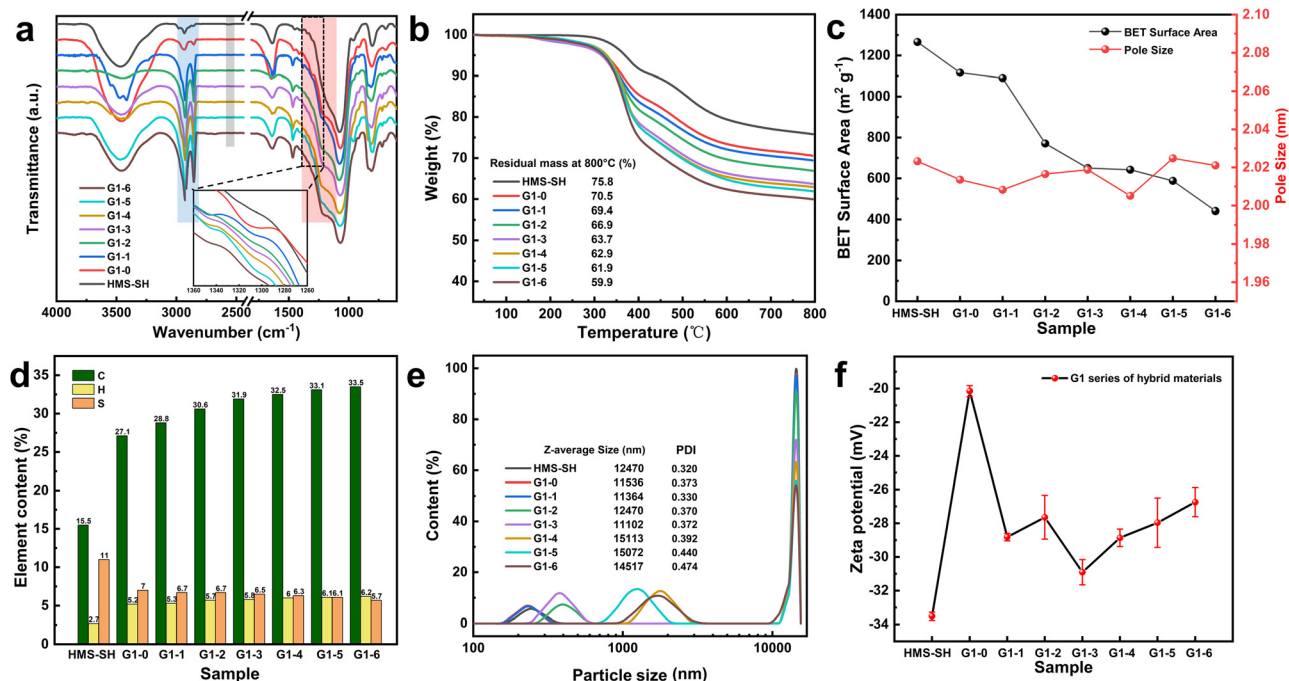 a
Transmittance (a.u.)
G1-6
G1-5
G1-4
G1-3
G1-2
G1-1
G1-0
HMS-SH
1360 1340 1320 1300 1280 1260
4000 3500 3000 2500 1500 1000
Wavenumber (cm-1)
b
Weight (%)
100
90
80
70
60
50
40
Residual mass at 800°C (%)
HMS-SH 75.8
G1-0 70.5
G1-1 69.4
G1-2 66.9
G1-3 63.7
G1-4 62.9
G1-5 61.9
G1-6 59.9
100 200 300 400 500 600 700 800
Temperature (℃)
c
BET Surface Area (m2 g-1)
1400
1200
1000
800
600
400
200
0
BET Surface Area
Pole Size
2.10
2.08
2.06
2.04
2.02
2.00
1.98
1.96
Pole Size (nm)
HMS-SH G1-0 G1-1 G1-2 G1-3 G1-4 G1-5 G1-6
Sample
d
Element content (%)
35
30
25
20
15
10
5
0
C
H
S
15.5 2.7 11
27.1 5.2 7
28.8 5.3 6.7
30.6 5.7 6.7
31.9 5.8 6.5
32.5 6 6.3
33.1 6.1 6.1
33.5 6.2 5.7
HMS-SH G1-0 G1-1 G1-2 G1-3 G1-4 G1-5 G1-6
Sample
e
Content (%)
100
80
60
40
20
0
Z-average Size (nm) PDI
HMS-SH 12470 0.320
G1-0 11536 0.373
G1-1 11364 0.330
G1-2 12470 0.370
G1-3 11102 0.372
G1-4 15113 0.392
G1-5 15072 0.440
G1-6 14517 0.474
100 1000 10000
Particle size (nm)
f
Zeta potential (mV)
-20
-22
-24
-26
-28
-30
-32
-34
G1 series of hybrid materials
HMS-SH G1-0 G1-1 G1-2 G1-3 G1-4 G1-5 G1-6
Sample